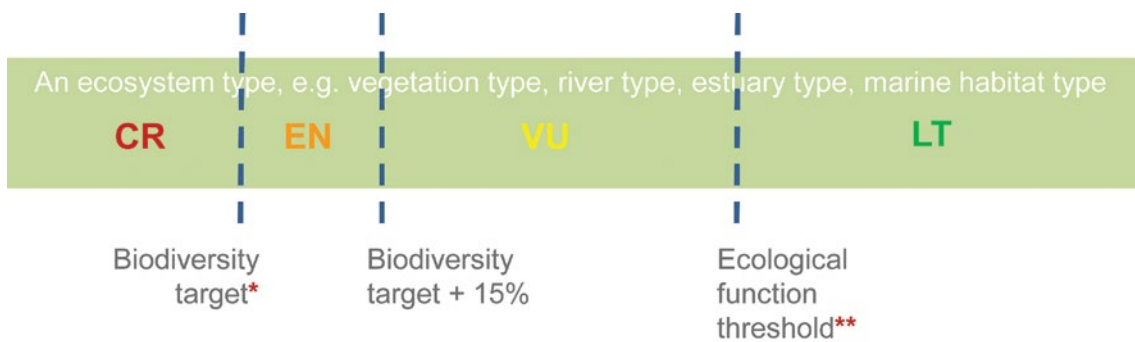 An ecosystem type, e.g. vegetation type, river type, estuary type, marine habitat type
CR EN VU LT
Biodiversity
target*
Biodiversity
target + 15%
Ecological
function
threshold**